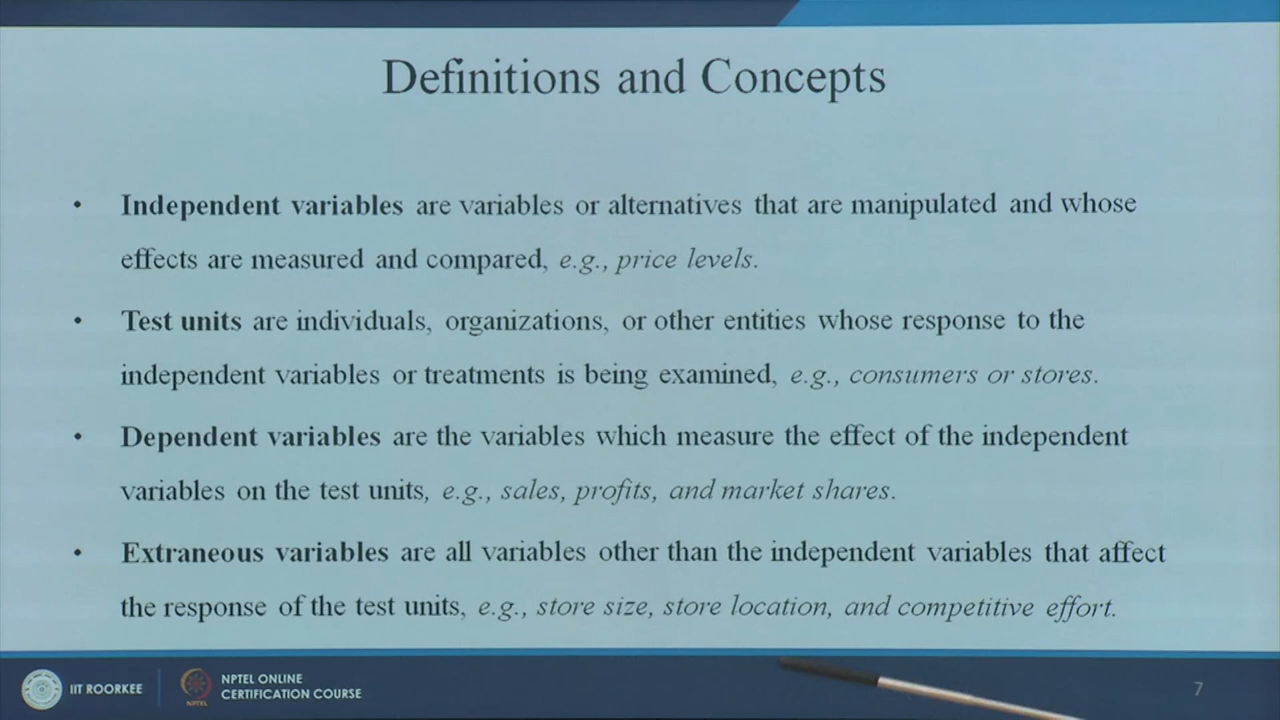 Definitions and Concepts
• Independent variables are variables or alternatives that are manipulated and whose
effects are measured and compared, e.g., price levels.
• Test units are individuals, organizations, or other entities whose response to the
independent variables or treatments is being examined, e.g., consumers or stores.
• Dependent variables are the variables which measure the effect of the independent
variables on the test units, e.g., sales, profits, and market shares.
• Extraneous variables are all variables other than the independent variables that affect
the response of the test units, e.g., store size, store location, and competitive effort.
IIT ROORKEE
NPTEL
NPTEL ONLINE
CERTIFICATION COURSE
7